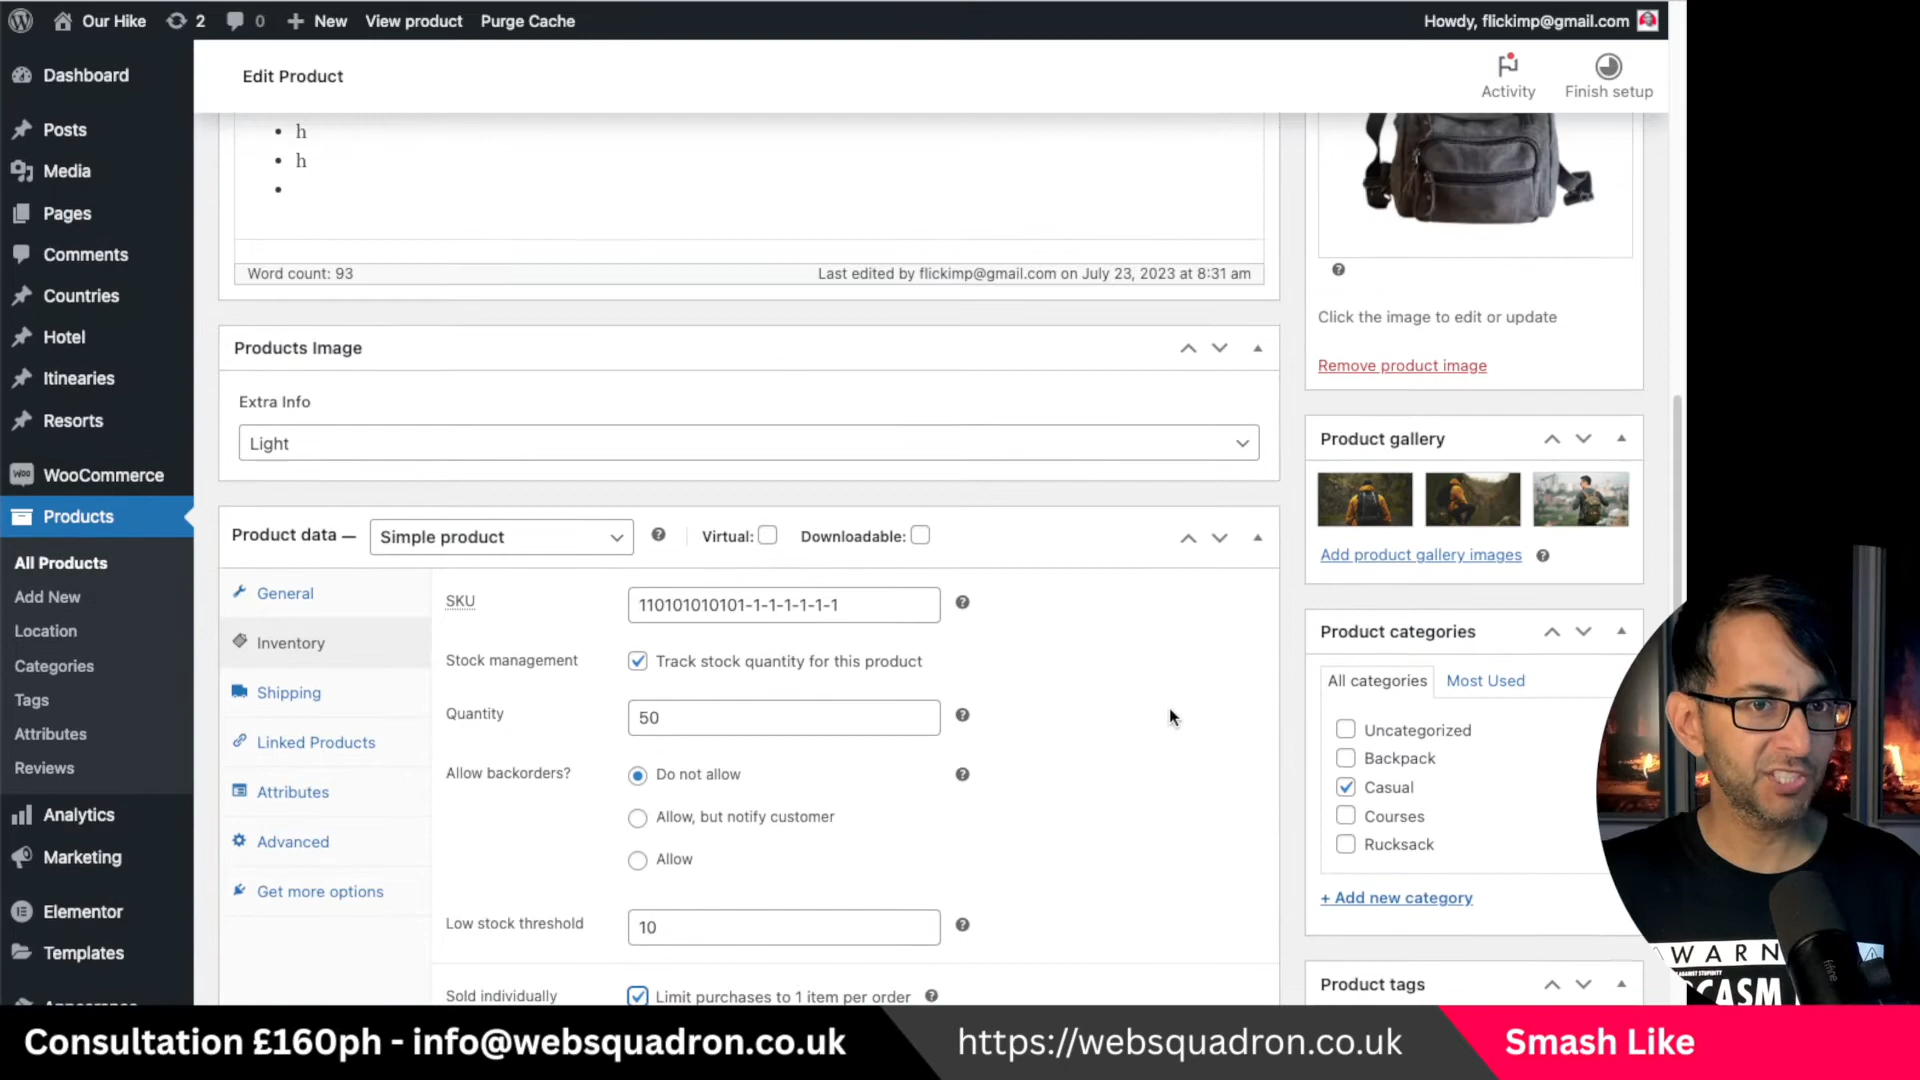 Our Hike 2 0 New View product Purge Cache Howdy, flickimp@gmail.com
Dashboard
Posts
Media
Pages
Comments
Countries
Hotel
Itinearies
Resorts
WooCommerce
Products
All Products
Add New
Location
Categories
Tags
Attributes
Reviews
Analytics
Marketing
Elementor
Templates
Edit Product
Activity
Finish setup
h
h
Word count: 93 Last edited by flickimp@gmail.com on July 23, 2023 at 8:31 am
Products Image
Extra Info
Light
Product data — Simple product Virtual: Downloadable:
General
Inventory
Shipping
Linked Products
Attributes
Advanced
Get more options
SKU 110101010101-1-1-1-1-1-1
Stock management Track stock quantity for this product
Quantity 50
Allow backorders? Do not allow
Allow, but notify customer
Allow
Low stock threshold 10
Sold individually Limit purchases to 1 item per order
Click the image to edit or update
Remove product image
Product gallery
Add product gallery images
Product categories
All categories Most Used
Uncategorized
Backpack
Casual
Courses
Rucksack
+ Add new category
Product tags
Consultation £160ph - info@websquadron.co.uk
https://websquadron.co.uk
Smash Like